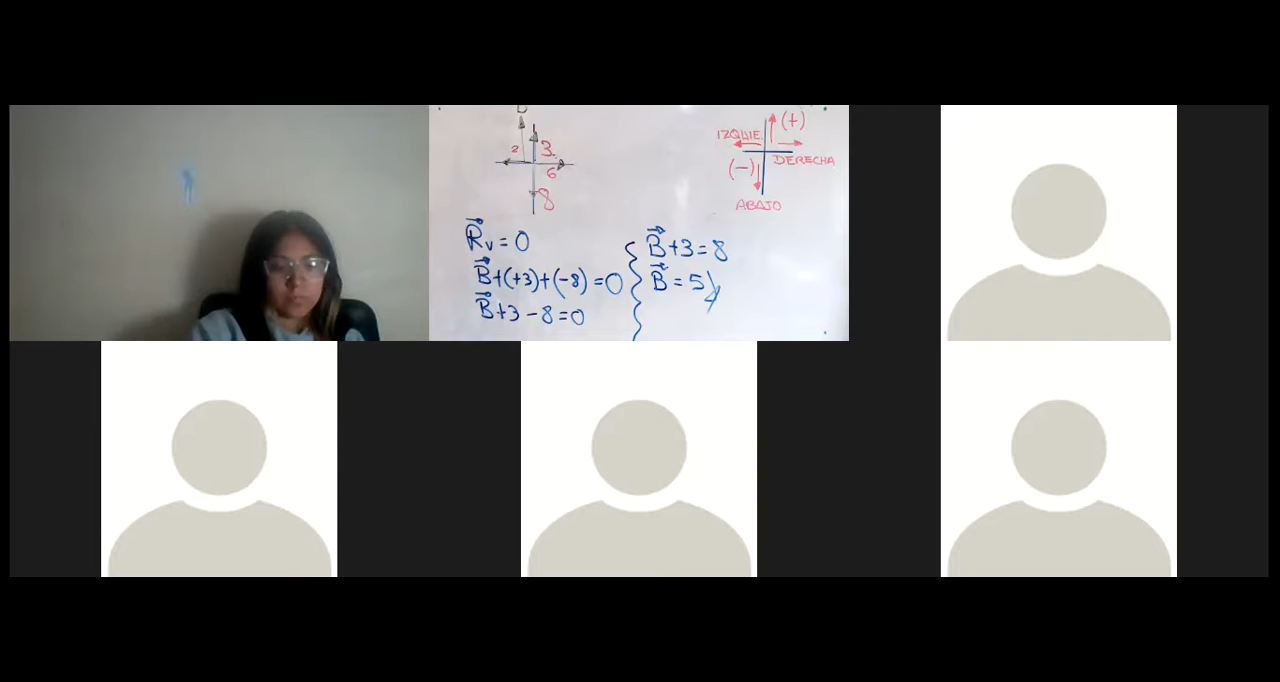 2
3
6
8
(+)
IZQUIE.
DERECHA
(-)
ABAJO
R⃗v = 0
B⃗+(+3)+(-8) = 0
B⃗+3 - 8 = 0
B⃗+3 = 8
B⃗ = 5